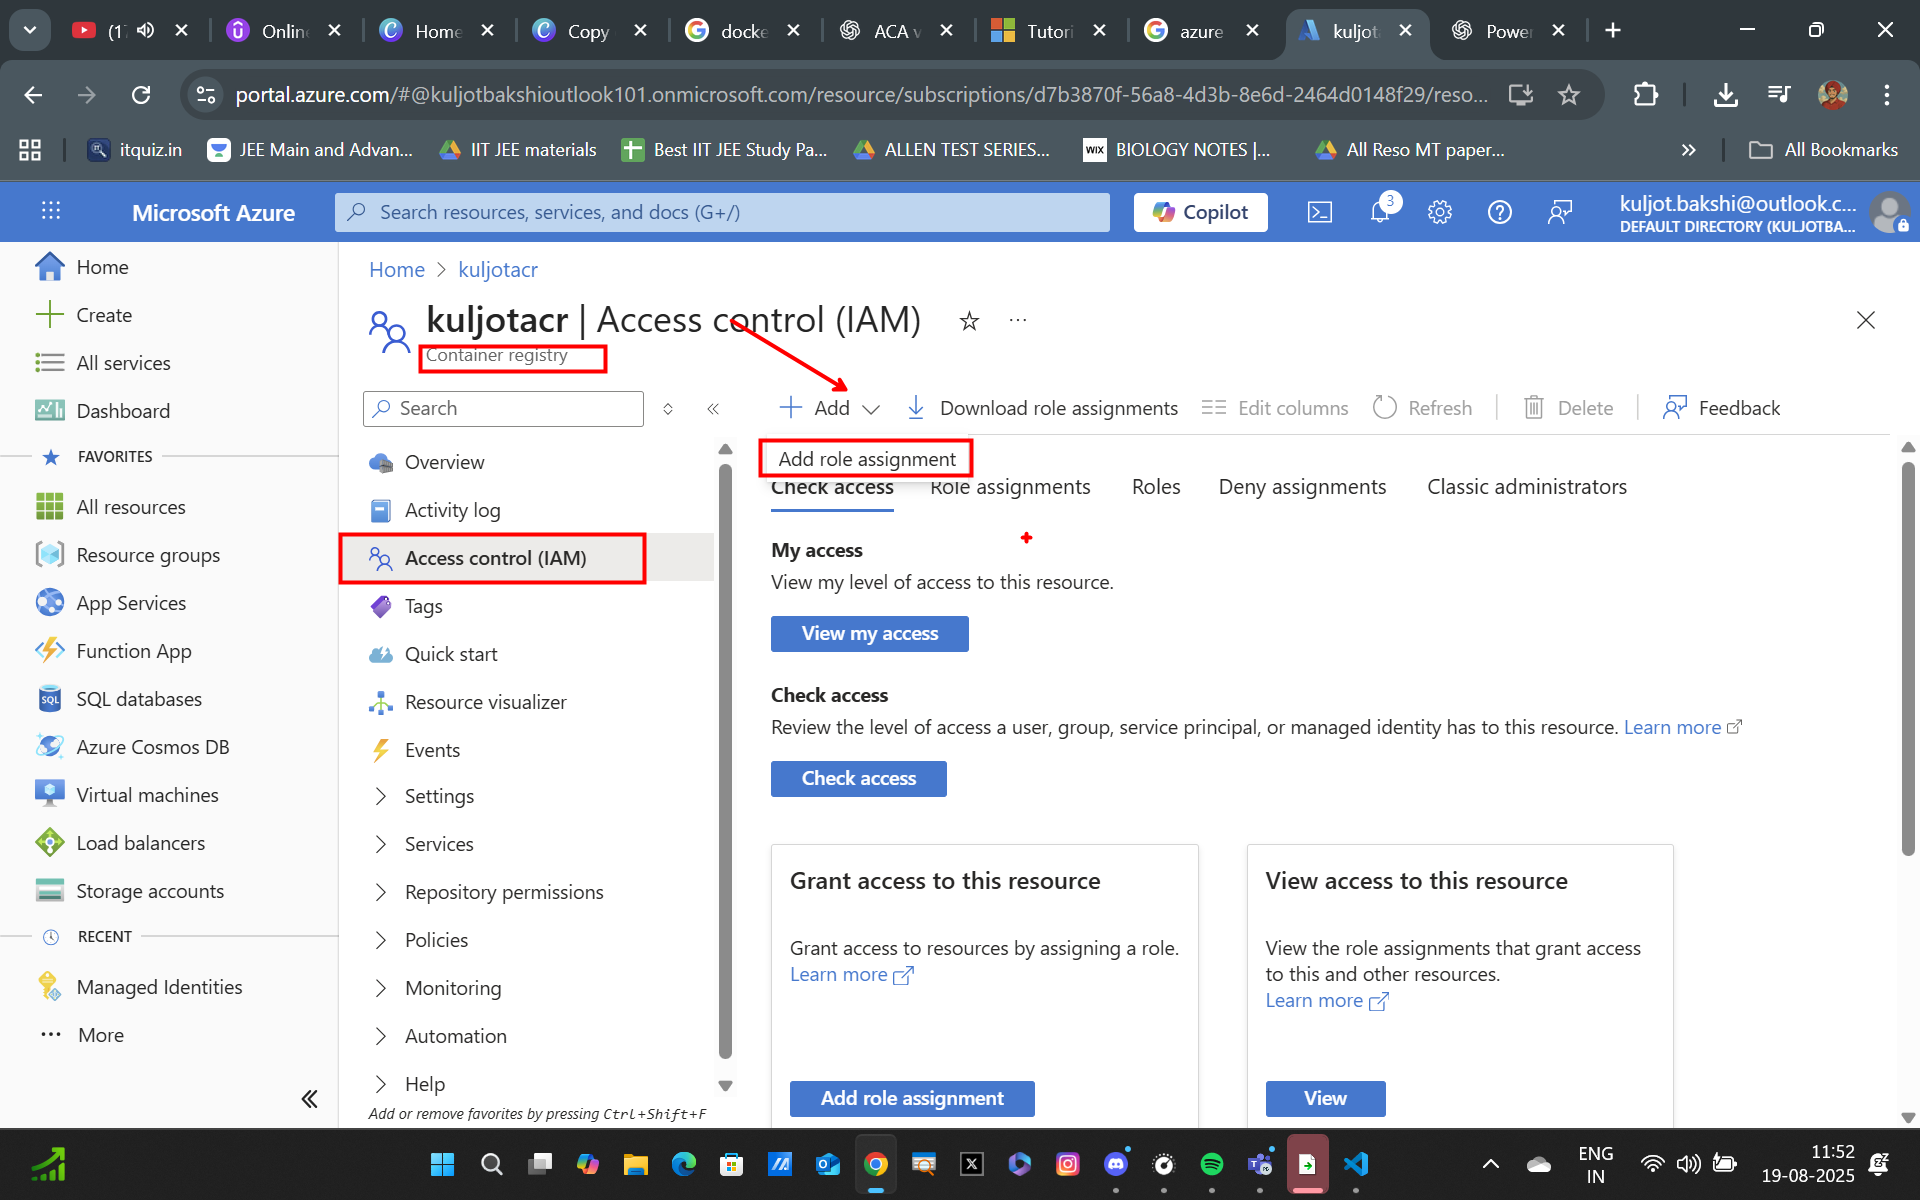 (1
Onlin
Home
Copy
docke
ACA v
Tutori
azure
kuljot
Power
portal.azure.com/#@kuljotbakshioutlook101.onmicrosoft.com/resource/subscriptions/d7b3870f-56a8-4d3b-8e6d-2464d0148f29/reso...
itquiz.in
JEE Main and Advan...
IIT JEE materials
Best IIT JEE Study Pa...
ALLEN TEST SERIES...
WIX
BIOLOGY NOTES |...
All Reso MT paper...
All Bookmarks
Microsoft Azure
Search resources, services, and docs (G+/)
Copilot
3
kuljot.bakshi@outlook.c...
DEFAULT DIRECTORY (KULJOTBA...
Home
Create
All services
Dashboard
FAVORITES
All resources
Resource groups
App Services
Function App
SQL
SQL databases
Azure Cosmos DB
Virtual machines
Load balancers
Storage accounts
RECENT
Managed Identities
More
Home > kuljotacr
kuljotacr | Access control (IAM)
Container registry
Search
Overview
Activity log
Access control (IAM)
Tags
Quick start
Resource visualizer
Events
Settings
Services
Repository permissions
Policies
Monitoring
Automation
Help
Add or remove favorites by pressing Ctrl+Shift+F
Add
Download role assignments
Edit columns
Refresh
Delete
Feedback
Add role assignment
Check access
Role assignments
Roles
Deny assignments
Classic administrators
My access
View my level of access to this resource.
View my access
Check access
Review the level of access a user, group, service principal, or managed identity has to this resource. Learn more
Check access
Grant access to this resource
Grant access to resources by assigning a role.
Learn more
Add role assignment
View access to this resource
View the role assignments that grant access
to this and other resources.
Learn more
View
ENG
IN
11:52
19-08-2025